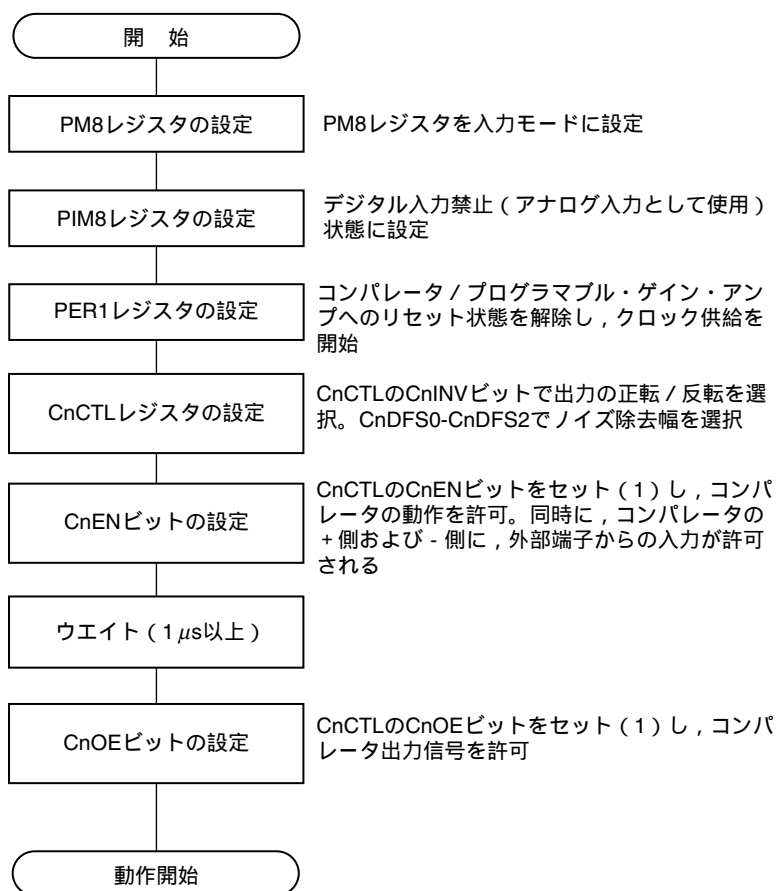 開　始
PM8レジスタの設定
PM8レジスタを入力モードに設定
PIM8レジスタの設定
デジタル入力禁止（アナログ入力として使用）
状態に設定
PER1レジスタの設定
コンパレータ／プログラマブル・ゲイン・アン
プへのリセット状態を解除し，クロック供給を
開始
CnCTLレジスタの設定
CnCTLのCnINVビットで出力の正転／反転を選
択。CnDFS0-CnDFS2でノイズ除去幅を選択
CnENビットの設定
CnCTLのCnENビットをセット（1）し，コンパ
レータの動作を許可。同時に，コンパレータの
+側および-側に，外部端子からの入力が許可
される
ウエイト（1 μs以上）
CnOEビットの設定
CnCTLのCnOEビットをセット（1）し，コンパ
レータ出力信号を許可
動作開始